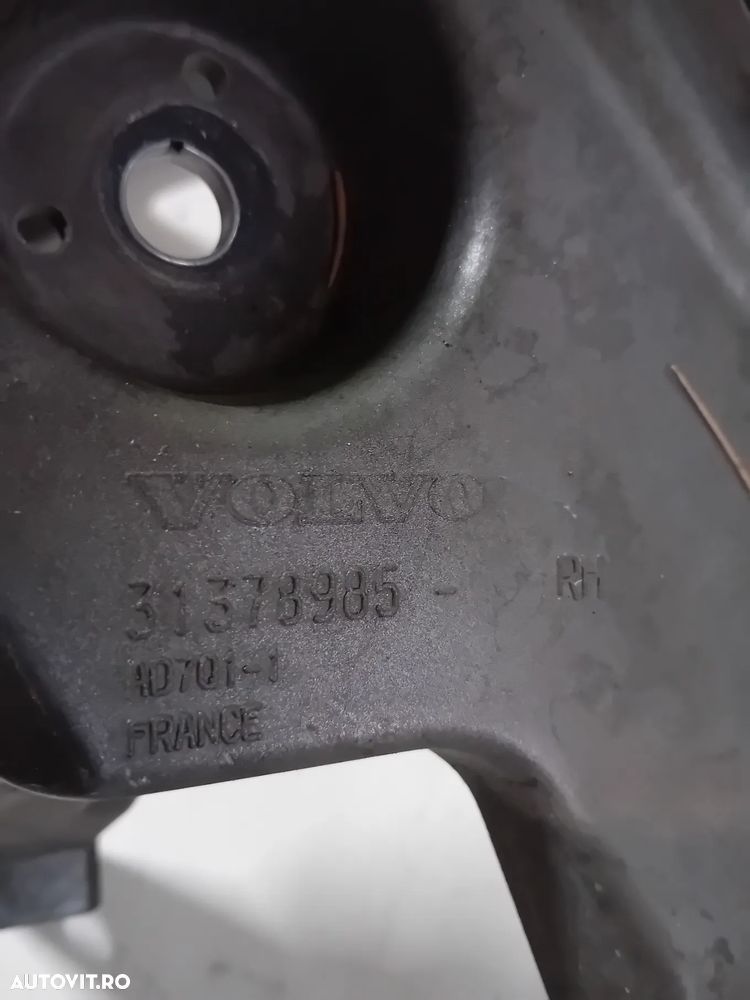 VOLVO
31378985 - RH
AD701-1
FRANCE
AUTOVIT.RO